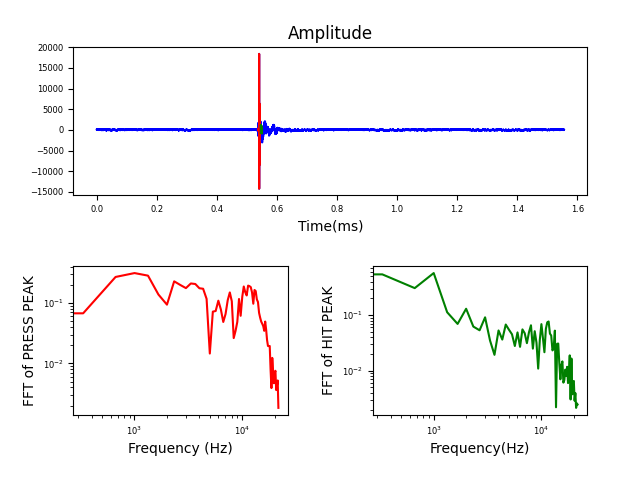 Amplitude
20000
15000
10000
5000
0
−5000
−10000
−15000
0.0 0.2 0.4 0.6 0.8 1.0 1.2 1.4 1.6
Time(ms)
FFT of PRESS PEAK
10⁻¹
10⁻²
10³ 10⁴
Frequency (Hz)
FFT of HIT PEAK
10⁻¹
10⁻²
10³ 10⁴
Frequency(Hz)